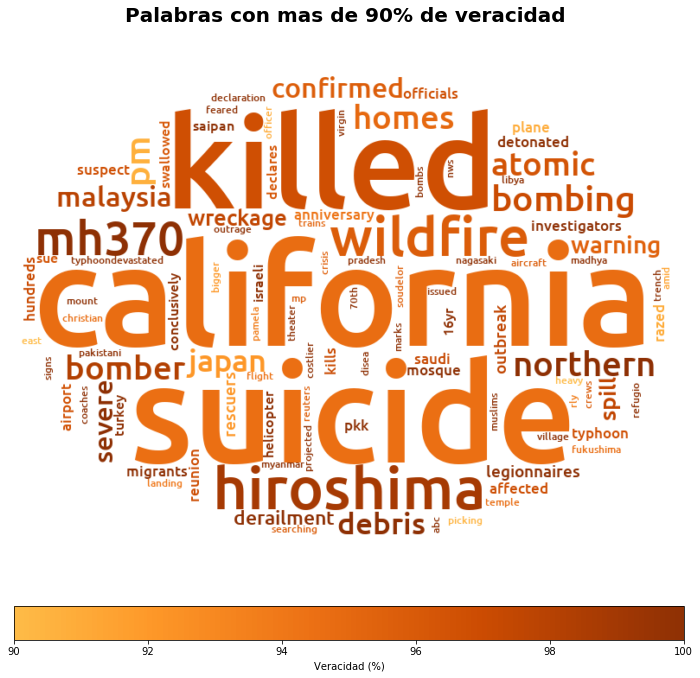 Palabras con mas de 90% de veracidad
declaration
confirmed officials
feared
saipan
killed
virgin
homes
plane
officer
detonated
swallowed
pm
suspect
declares
bombs
nws
atomic
libya
malaysia
bombing
wreckage
anniversary
trains
outrage
investigators
mh370
wildfire
warning
hundreds
sue
typhoon devastated
conclusively
bigger
israeli
crisis
pradesh
nagasaki
aircraft
madhya
trench
amid
california
mount
christian
pamela
theater
mp
70th
soudelor
issued
16yr
razed
east
marks
outbreak
signs
pakistani
bomber
japan
costlier
kills
disea
saudi
mosque
northern
airport
coaches
severe
turkey
rescuers
flight
suicide
heavy
rly
crews
spill
refugio
helicopter
projected
reuters
pkk
muslims
village
typhoon
fukushima
migrants
landing
reunion
myanmar
hiroshima
legionnaires
affected
temple
derailment
searching
debris
abc
picking
90 92 94 96 98 100
Veracidad (%)